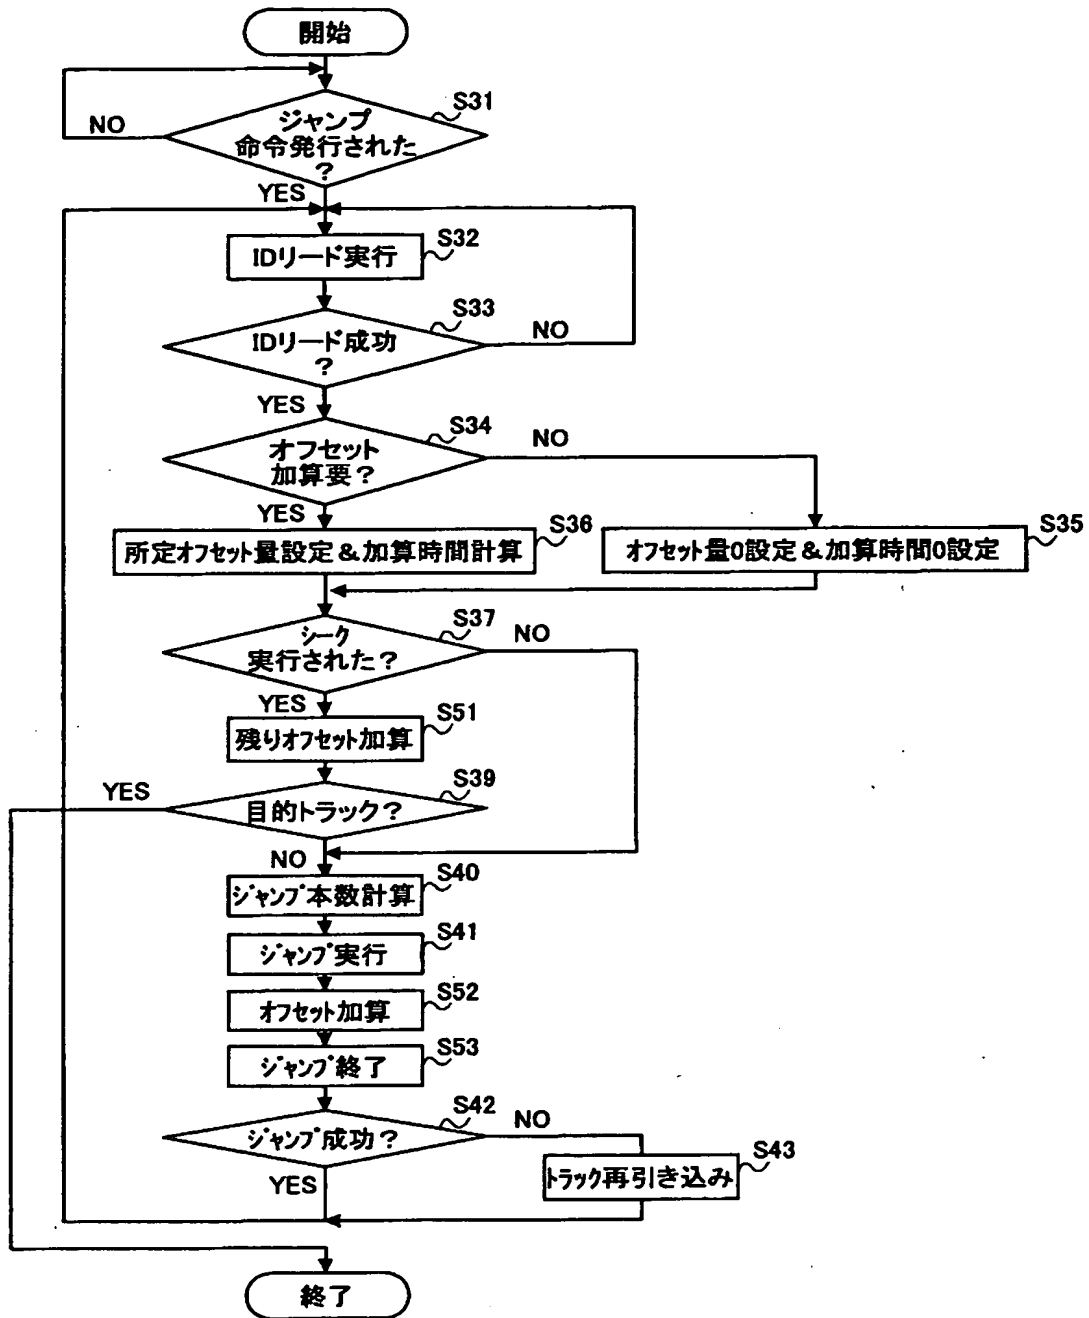 開始
S31
NO
ジャンプ
命令発行された
?
YES
S32
IDリード実行
S33
NO
IDリード成功
?
YES
S34
NO
オフセット
加算要?
YES
S36
所定オフセット量設定&加算時間計算
S35
オフセット量0設定&加算時間0設定
S37
NO
シーク
実行された?
YES
S51
残りオフセット加算
S39
YES
目的トラック?
NO
S40
ジャンプ本数計算
S41
ジャンプ実行
S52
オフセット加算
S53
ジャンプ終了
S42
NO
ジャンプ成功?
YES
S43
トラック再引き込み
終了